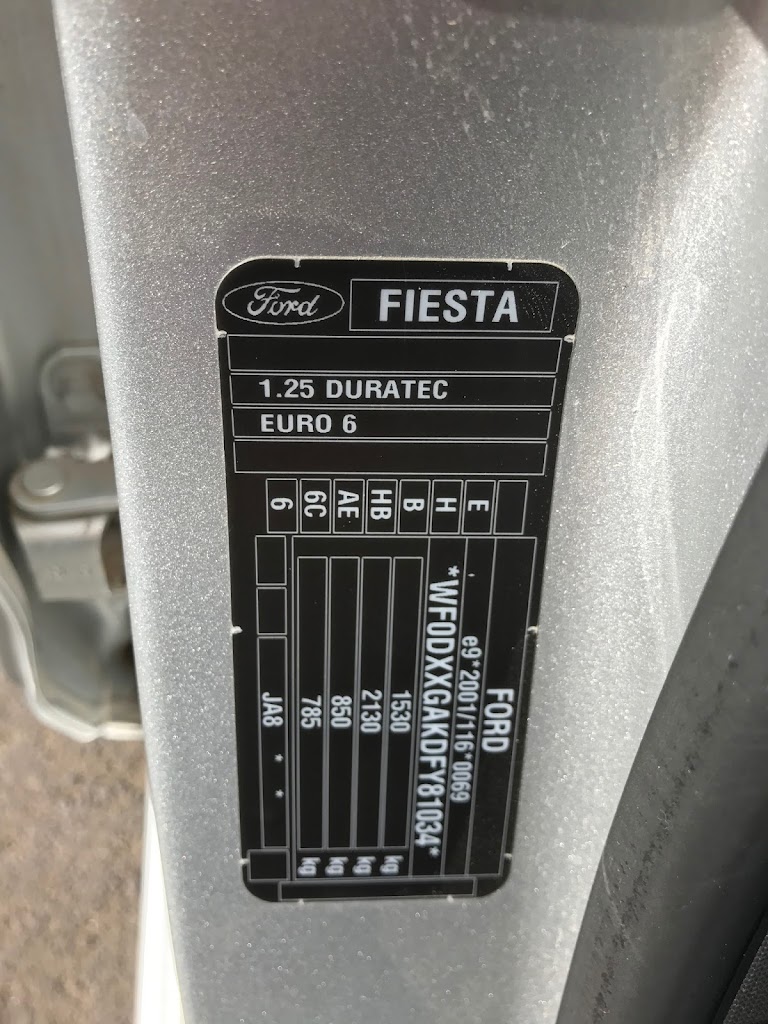 Ford
FIESTA
1.25 DURATEC
EURO 6
E
H
B
HB
AE
6C
6
FORD
e9*2001/116*0069
*WF0DXXGAKDFY81034*
1530 kg
2130 kg
850 kg
785 kg
JA8 * *